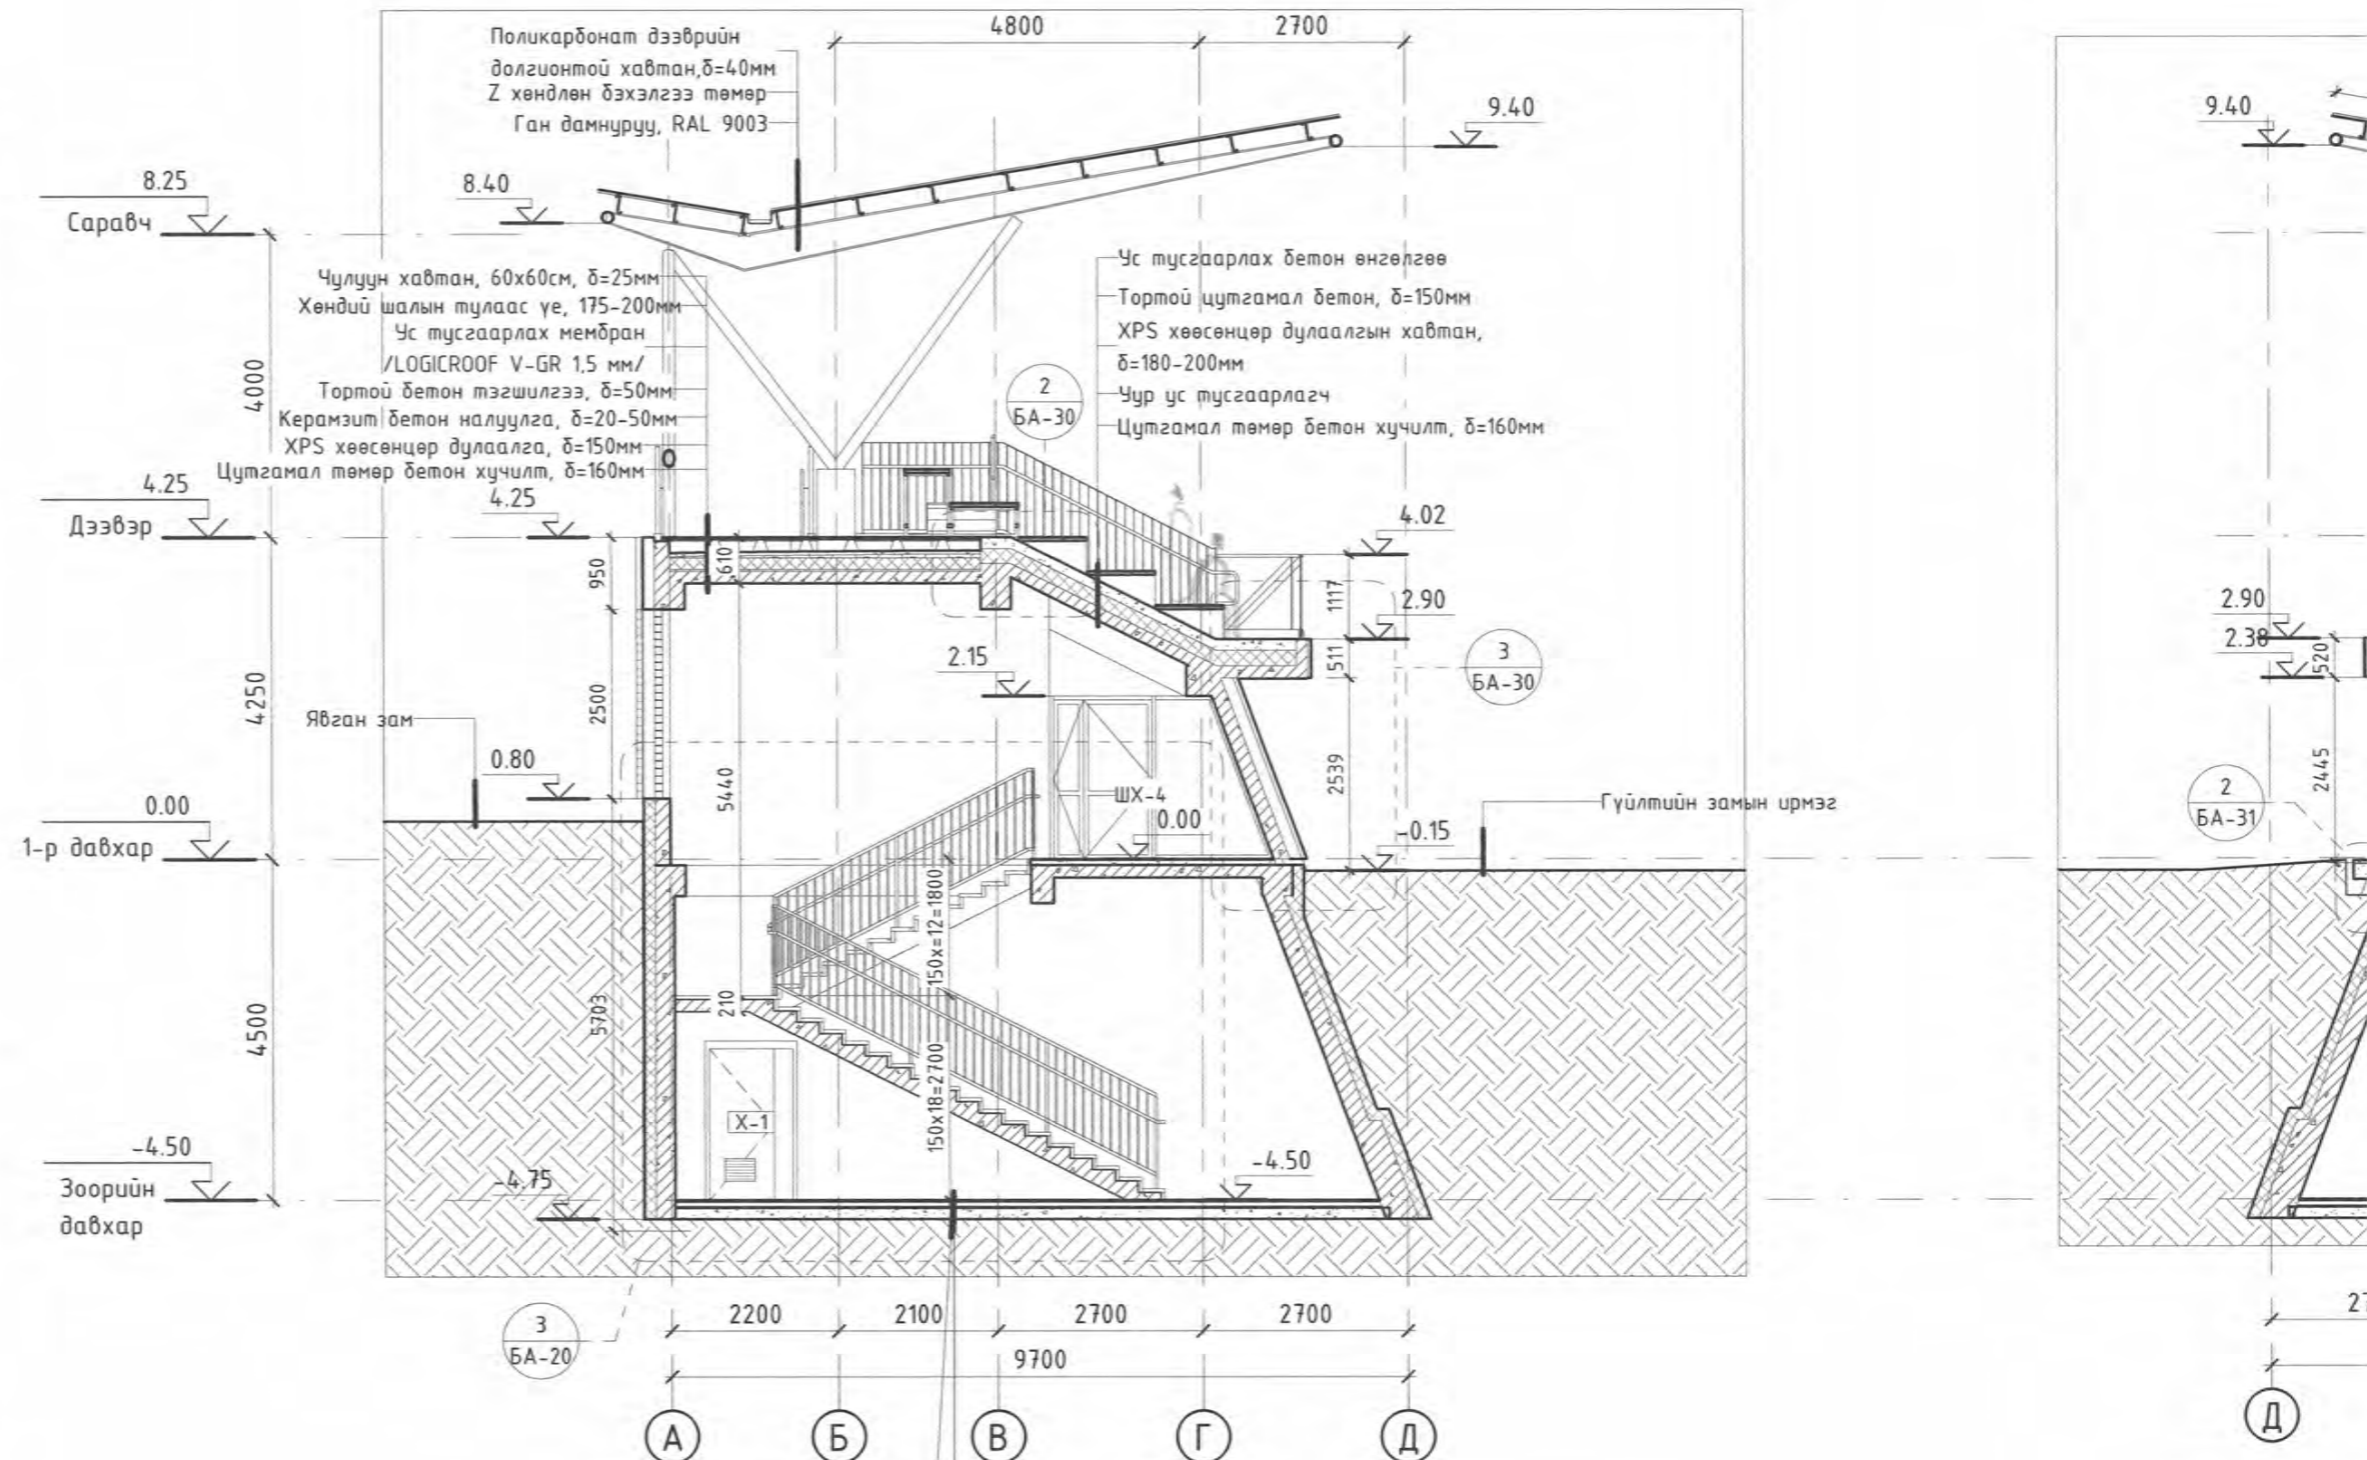 4800
2700
Поликарбонат дээврийн
долгионтой хавтан,δ=40мм
Z хөндлөн бэхэлгээ төмөр
Ган дамнуруу, RAL 9003
9.40
8.25
Саравч
8.40
Чулуун хавтан, 60x60см, δ=25мм
Хөндий шалын тулаас үе, 175-200мм
Ус тусгаарлах мембран
/LOGICROOF V-GR 1,5 мм/
Тортой бетон тэгшилгээ, δ=50мм
Керамзит бетон налуулга, δ=20-50мм
XPS хөөсөнцөр дулаалга, δ=150мм
Цутгамал төмөр бетон хучилт, δ=160мм
Ус тусгаарлах бетон өнгөлгөө
Тортой цутгамал бетон, δ=150мм
XPS хөөсөнцөр дулаалгын хавтан,
δ=180-200мм
Чур ус тусгаарлагч
Цутгамал төмөр бетон хучилт, δ=160мм
2
БА-30
4000
4.25
Дээвэр
4.25
4.02
950
610
1117
2.90
511
3
БА-30
2.15
4250
2500
5440
2539
Явган зам
0.80
ШХ-4
0.00
-0.15
Гүйлтийн замын ирмэг
0.00
1-р давхар
150x=12=1800
210
5703
4500
150x18=2700
X-1
-4.50
-4.50
Зоорийн
давхар
-4.75
3
БА-20
2200
2100
2700
2700
9700
А
Б
В
Г
Д
9.40
2.90
2.38
520
2445
2
БА-31
27
Д